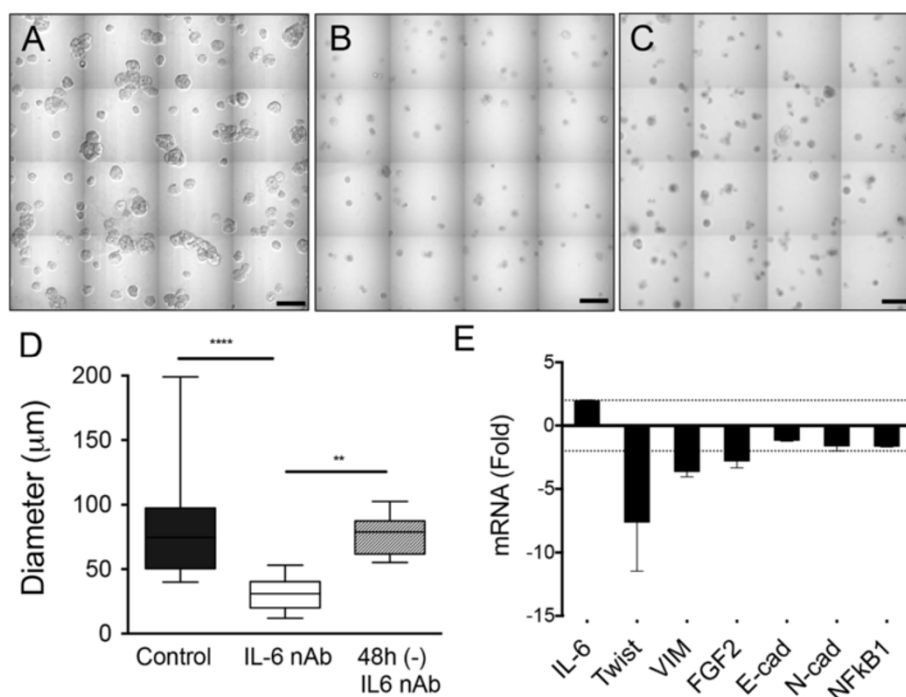 A
B
C
D
E
****
**
200
150
100
50
0
Diameter (μm)
Control
IL-6 nAb
48h (-)
IL6 nAb
5
0
-5
-10
-15
mRNA (Fold)
IL-6
Twist
VIM
FGF2
E-cad
N-cad
NFkB1